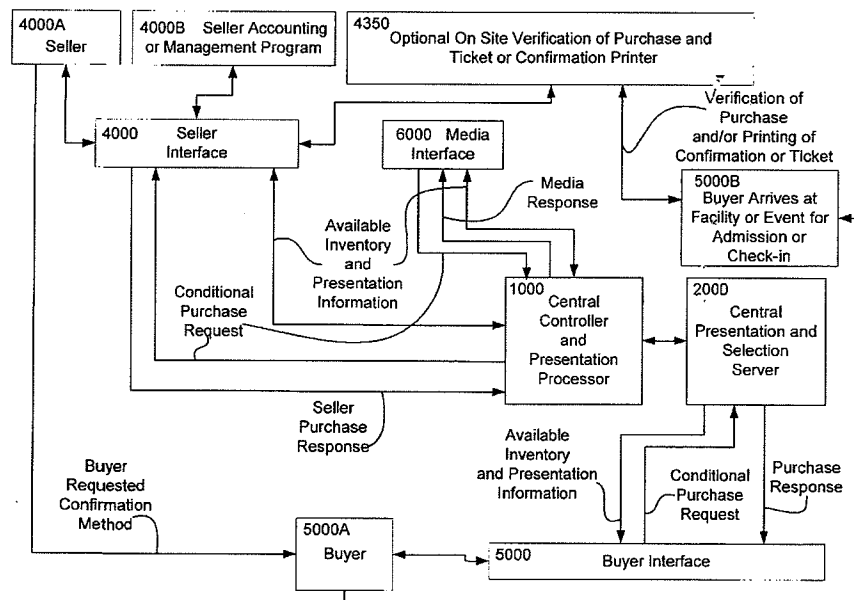 4000A
Seller
4000B Seller Accounting
or Management Program
4350
Optional On Site Verification of Purchase and
Ticket or Confirmation Printer
Verification of
Purchase
and/or Printing of
Confirmation or Ticket
4000 Seller
Interface
6000 Media
Interface
Media
Response
5000B
Buyer Arrives at
Facility or Event for
Admission or
Check-in
Available
Inventory
and
Presentation
Information
Conditional
Purchase
Request
1000
Central
Controller
and
Presentation
Processor
2000
Central
Presentation and
Selection
Server
Seller
Purchase
Response
Available
Inventory
and Presentation
Information
Conditional
Purchase
Request
Purchase
Response
Buyer
Requested
Confirmation
Method
5000A
Buyer
5000 Buyer Interface